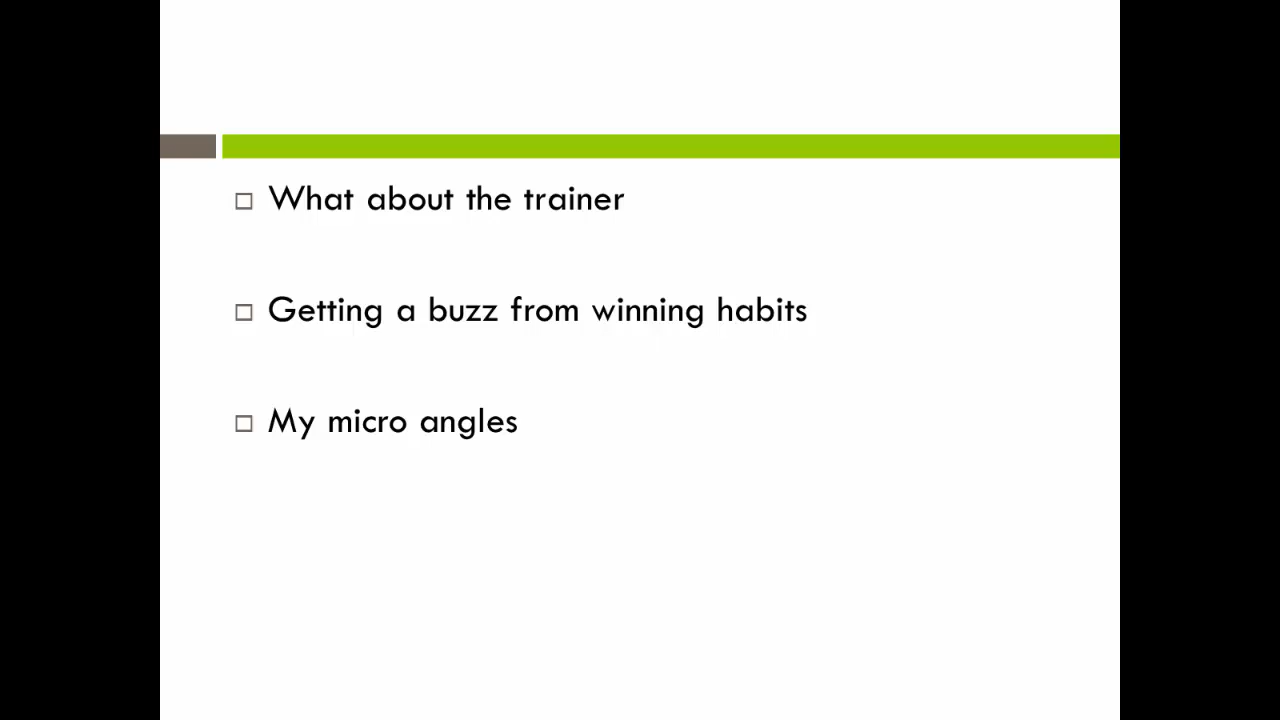 What about the trainer
Getting a buzz from winning habits
My micro angles